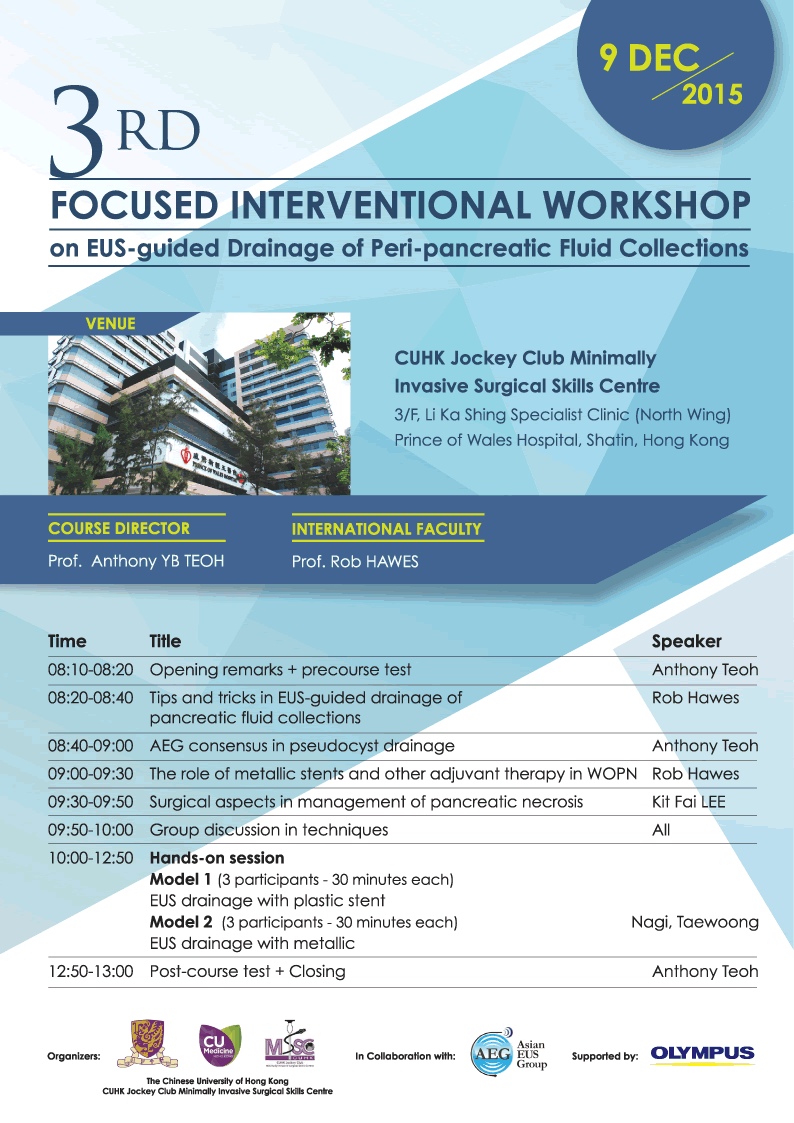 9 DEC
2015
3RD
FOCUSED INTERVENTIONAL WORKSHOP
on EUS-guided Drainage of Peri-pancreatic Fluid Collections
VENUE
PRINCE OF WALES HOSPITAL
CUHK Jockey Club Minimally
Invasive Surgical Skills Centre
3/F, Li Ka Shing Specialist Clinic (North Wing)
Prince of Wales Hospital, Shatin, Hong Kong
COURSE DIRECTOR
Prof. Anthony YB TEOH
INTERNATIONAL FACULTY
Prof. Rob HAWES
Time Title Speaker
08:10-08:20 Opening remarks + precourse test Anthony Teoh
08:20-08:40 Tips and tricks in EUS-guided drainage of Rob Hawes
pancreatic fluid collections
08:40-09:00 AEG consensus in pseudocyst drainage Anthony Teoh
09:00-09:30 The role of metallic stents and other adjuvant therapy in WOPN Rob Hawes
09:30-09:50 Surgical aspects in management of pancreatic necrosis Kit Fai LEE
09:50-10:00 Group discussion in techniques All
10:00-12:50 Hands-on session
Model 1 (3 participants - 30 minutes each)
EUS drainage with plastic stent
Model 2 (3 participants - 30 minutes each) Nagi, Taewoong
EUS drainage with metallic
12:50-13:00 Post-course test + Closing Anthony Teoh
Organizers:
CU
Medicine
MISSC
The Chinese University of Hong Kong
CUHK Jockey Club Minimally Invasive Surgical Skills Centre
In Collaboration with:
AEG
Asian
EUS
Group
Supported by:
OLYMPUS